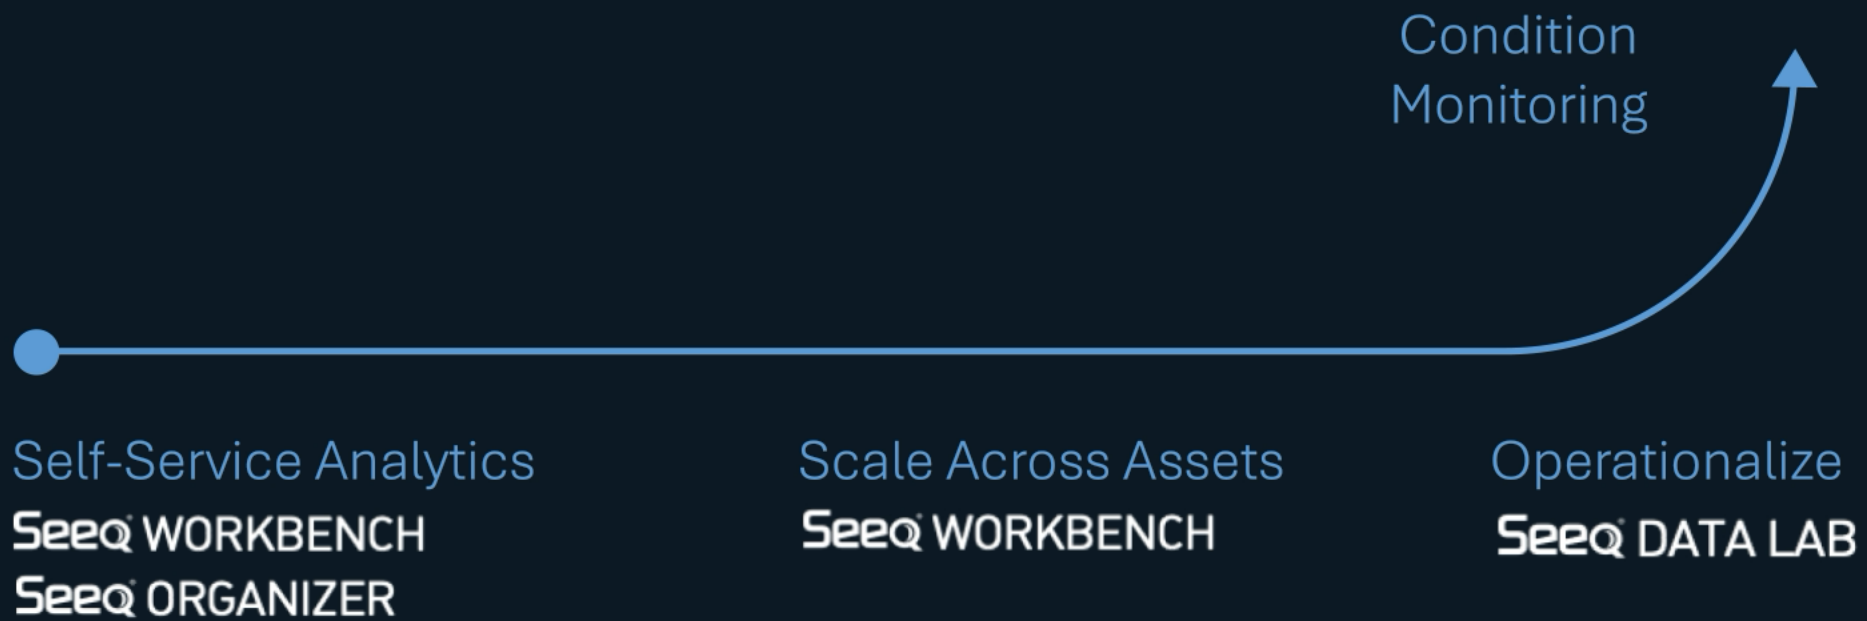 Condition
Monitoring
Self-Service Analytics
Seeq WORKBENCH
Seeq ORGANIZER
Scale Across Assets
Seeq WORKBENCH
Operationalize
Seeq DATA LAB